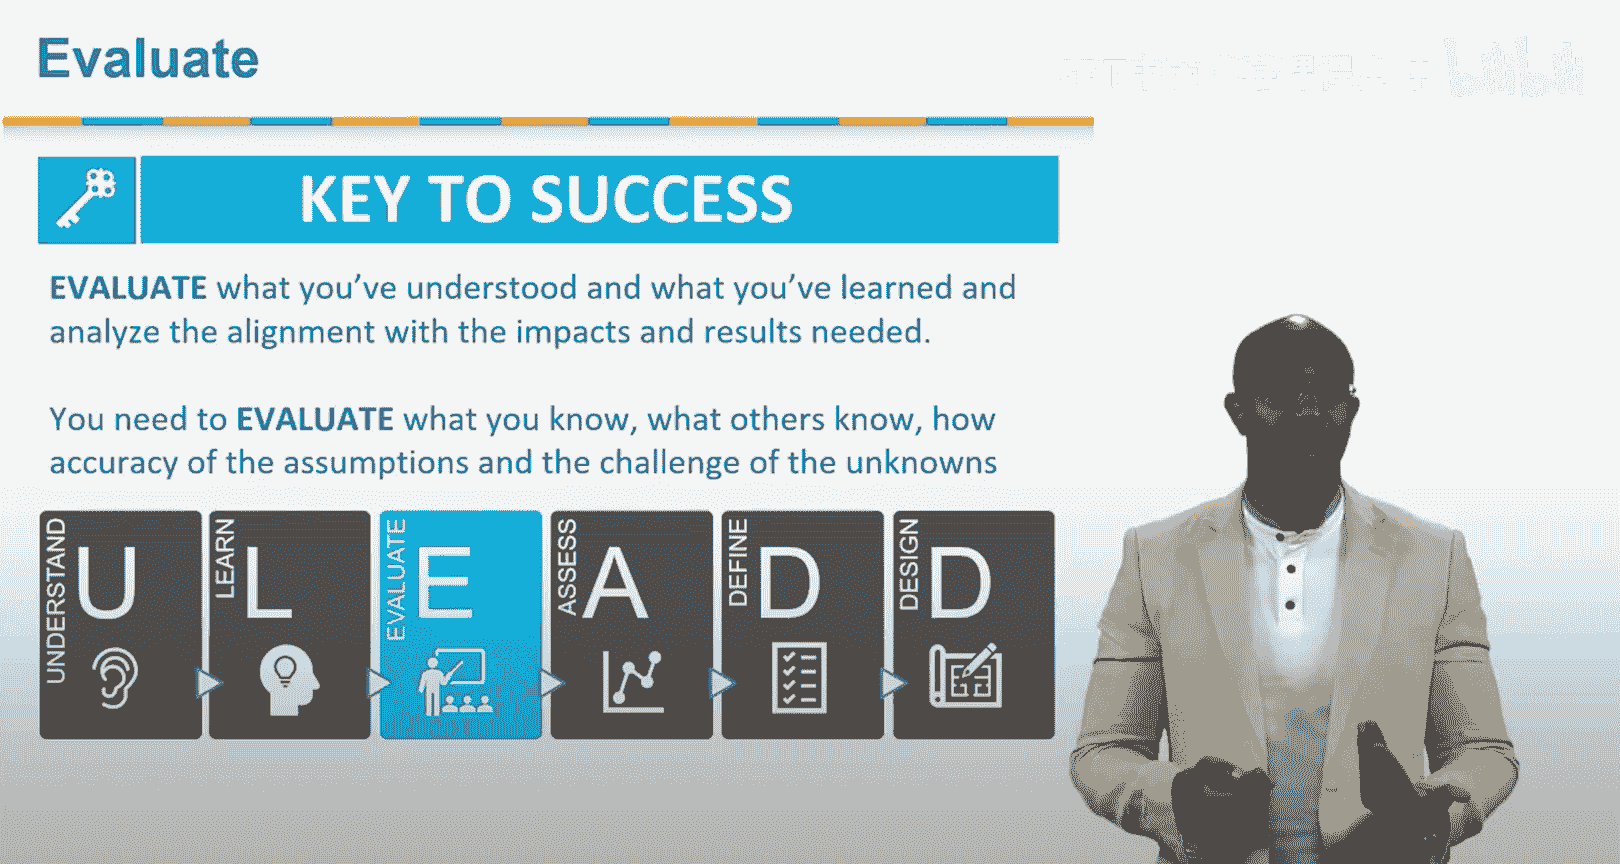 Evaluate
KEY TO SUCCESS
EVALUATE what you've understood and what you've learned and
analyze the alignment with the impacts and results needed.
You need to EVALUATE what you know, what others know, how
accuracy of the assumptions and the challenge of the unknowns
UNDERSTAND
U
LEARN
L
EVALUATE
E
ASSESS
A
DEFINE
D
DESIGN
D